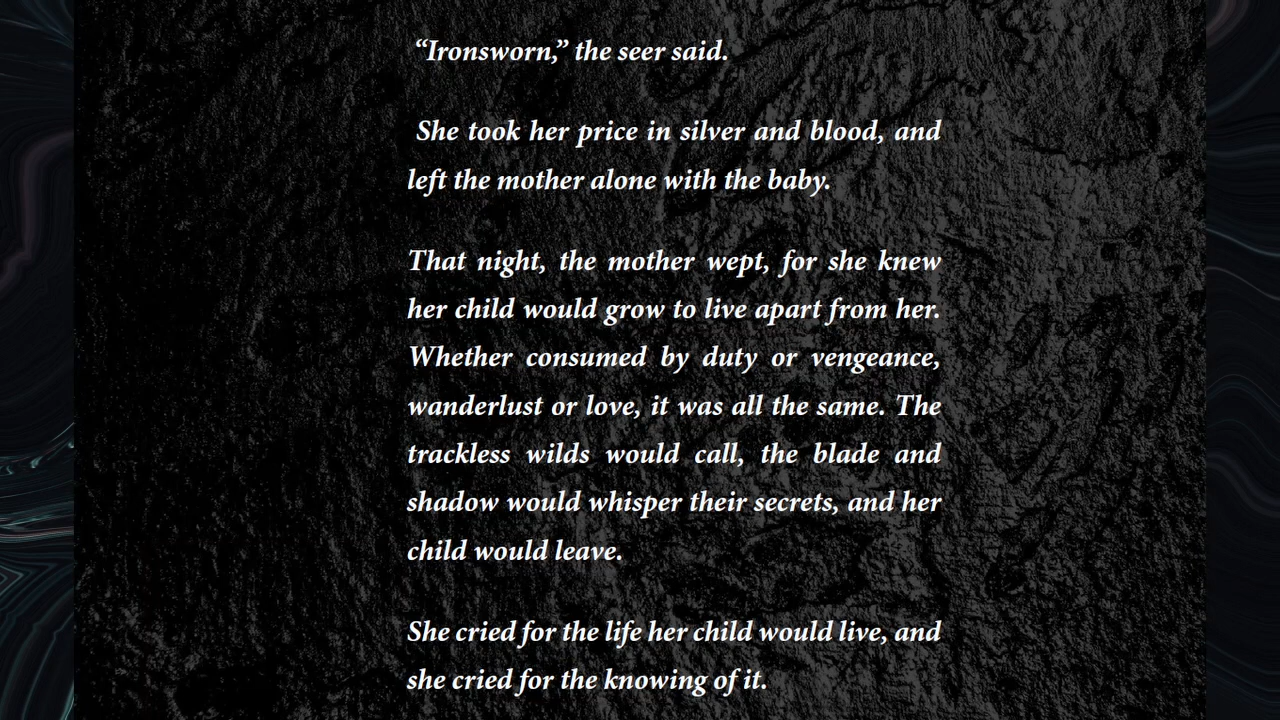 “Ironsworn,” the seer said.
She took her price in silver and blood, and
left the mother alone with the baby.
That night, the mother wept, for she knew
her child would grow to live apart from her.
Whether consumed by duty or vengeance,
wanderlust or love, it was all the same. The
trackless wilds would call, the blade and
shadow would whisper their secrets, and her
child would leave.
She cried for the life her child would live, and
she cried for the knowing of it.